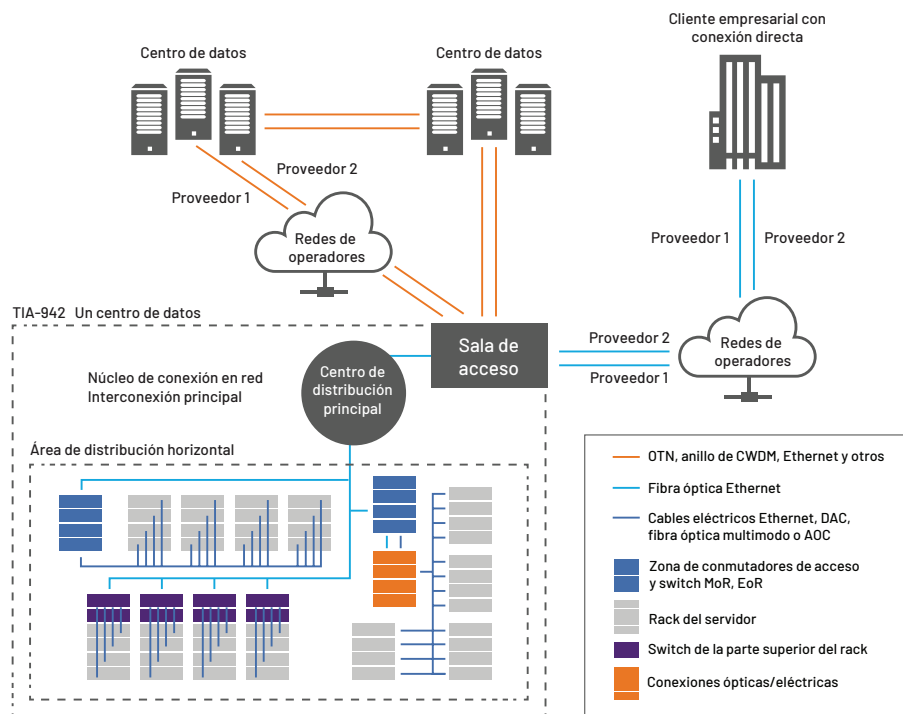 Cliente empresarial con
conexión directa
Centro de datos
Centro de datos
Proveedor 2
Proveedor 1
Redes de
operadores
Proveedor 1
Proveedor 2
TIA-942 Un centro de datos
Sala de
acceso
Proveedor 2
Proveedor 1
Redes de
operadores
Núcleo de conexión en red
Interconexión principal
Centro de
distribución
principal
Área de distribución horizontal
OTN, anillo de CWDM, Ethernet y otros
Fibra óptica Ethernet
Cables eléctricos Ethernet, DAC,
fibra óptica multimodo o AOC
Zona de conmutadores de acceso
y switch MoR, EoR
Rack del servidor
Switch de la parte superior del rack
Conexiones ópticas/eléctricas